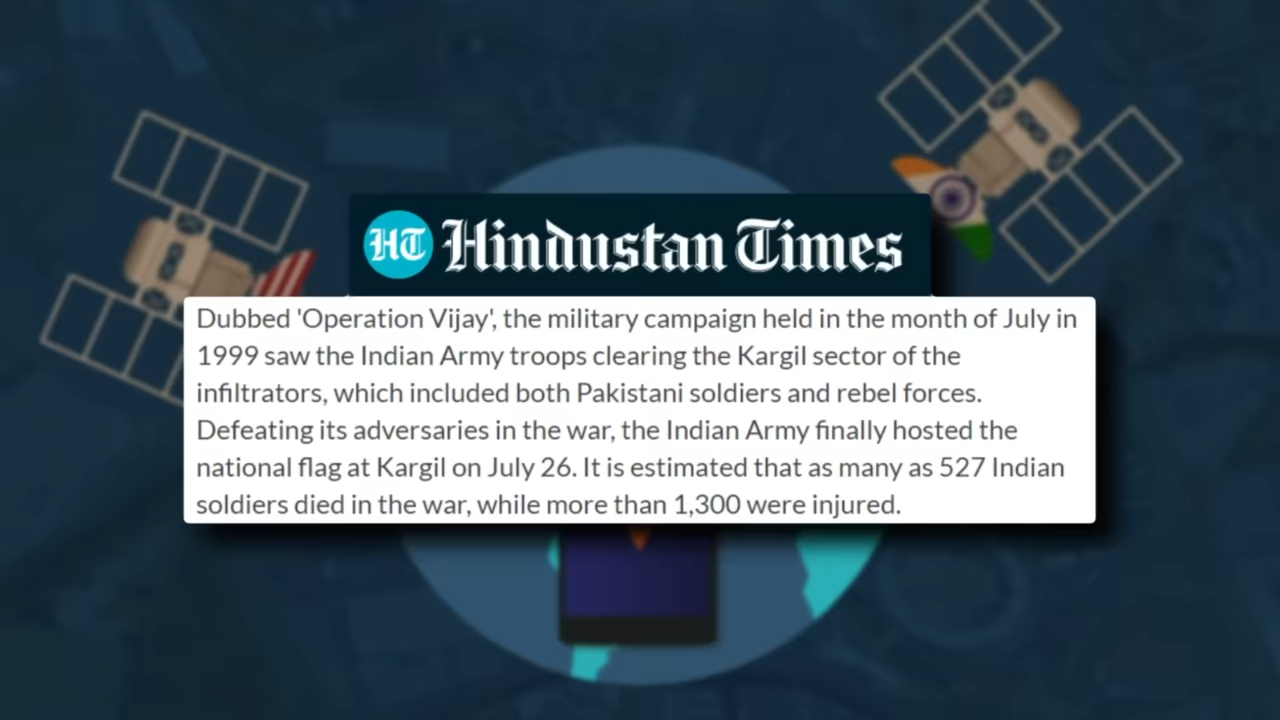 HT Hindustan Times
Dubbed 'Operation Vijay', the military campaign held in the month of July in
1999 saw the Indian Army troops clearing the Kargil sector of the
infiltrators, which included both Pakistani soldiers and rebel forces.
Defeating its adversaries in the war, the Indian Army finally hosted the
national flag at Kargil on July 26. It is estimated that as many as 527 Indian
soldiers died in the war, while more than 1,300 were injured.